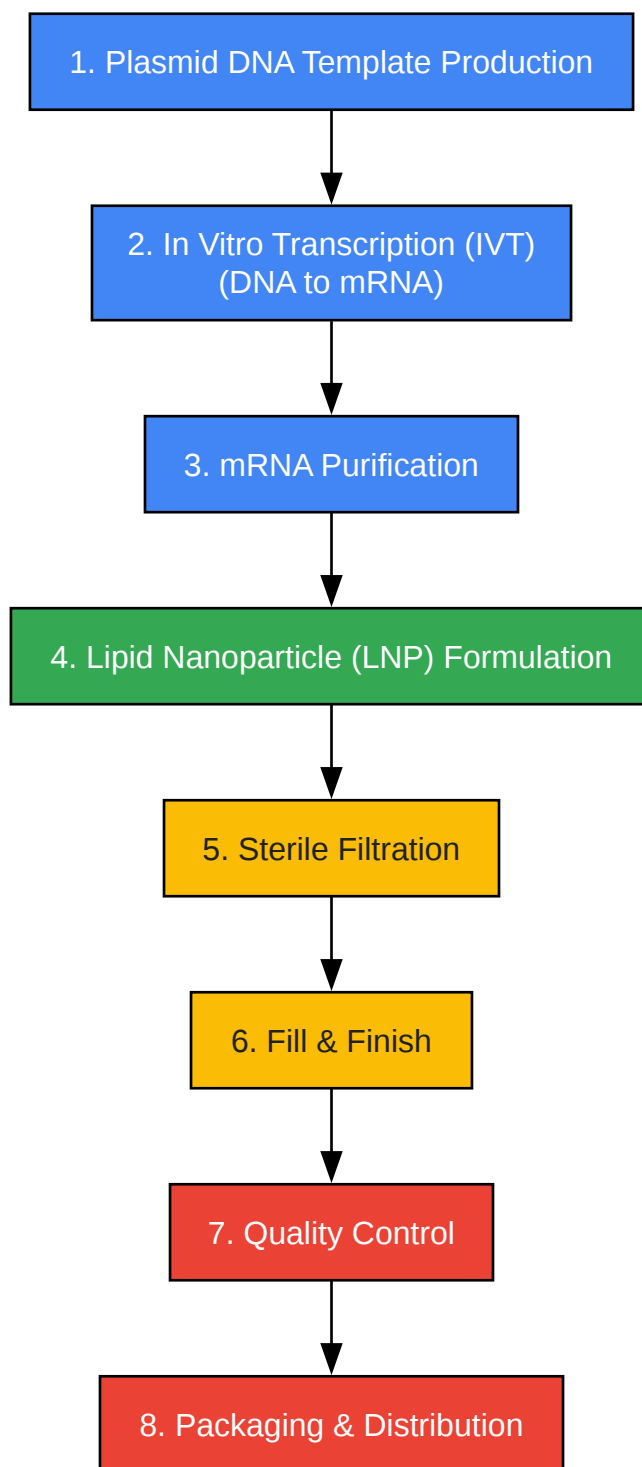 1. Plasmid DNA Template Production
2. In Vitro Transcription (IVT)
(DNA to mRNA)
3. mRNA Purification
4. Lipid Nanoparticle (LNP) Formulation
5. Sterile Filtration
6. Fill & Finish
7. Quality Control
8. Packaging & Distribution